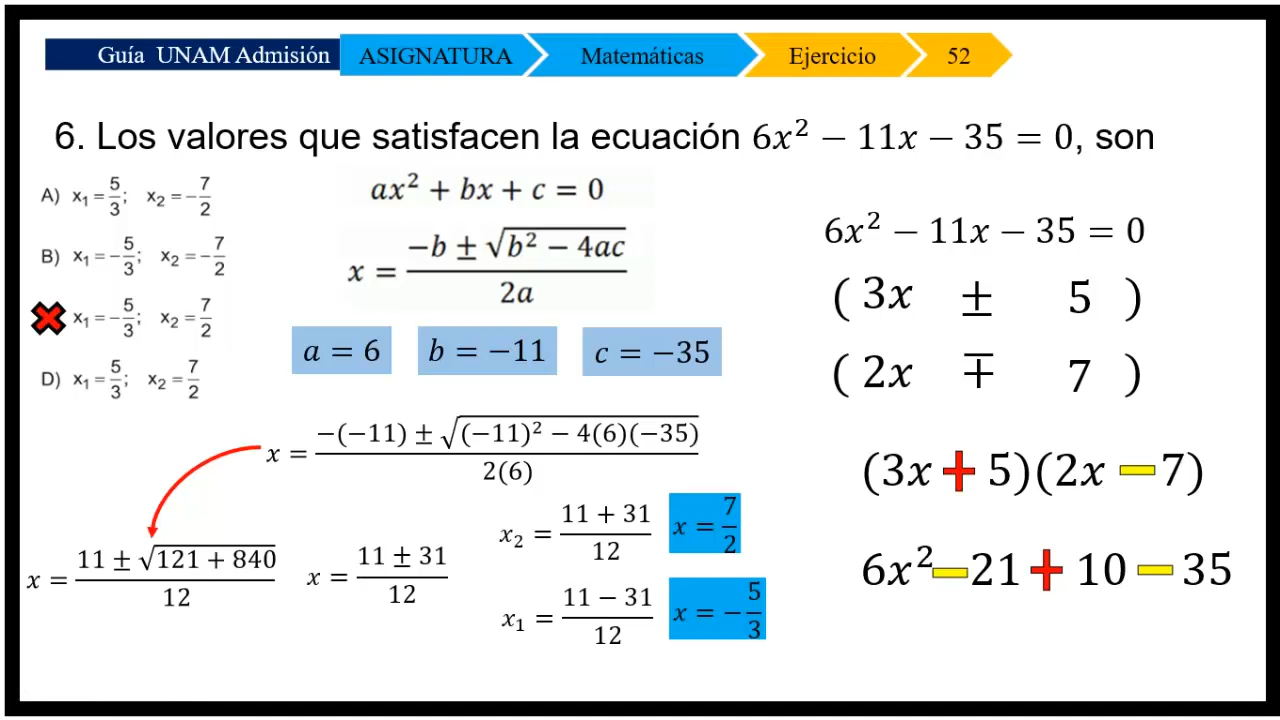 Guía UNAM Admisión ASIGNATURA Matemáticas Ejercicio 52
6. Los valores que satisfacen la ecuación 6x² − 11x − 35 = 0, son
A) x₁ = 5/3; x₂ = −7/2
B) x₁ = −5/3; x₂ = −7/2
x₁ = −5/3; x₂ = 7/2
D) x₁ = 5/3; x₂ = 7/2
ax² + bx + c = 0
x = (−b ± √(b² − 4ac))/2a
a = 6 b = −11 c = −35
x = (−(−11) ± √((−11)² − 4(6)(−35)))/2(6)
x = (11 ± √(121 + 840))/12
x = (11 ± 31)/12
x₂ = (11 + 31)/12 x = 7/2
x₁ = (11 − 31)/12 x = −5/3
6x² − 11x − 35 = 0
( 3x ± 5 )
( 2x ∓ 7 )
(3x + 5)(2x − 7)
6x² − 21 + 10 − 35